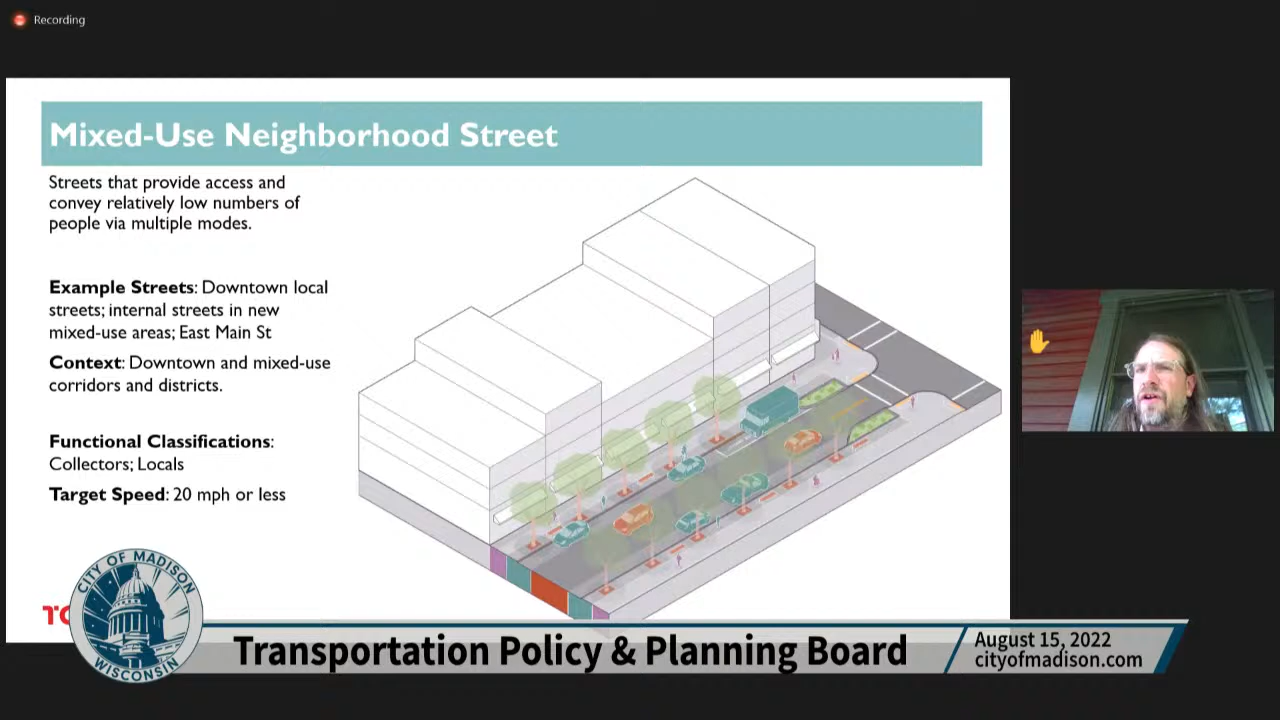 Recording
Mixed-Use Neighborhood Street
Streets that provide access and
convey relatively low numbers of
people via multiple modes.
Example Streets: Downtown local
streets; internal streets in new
mixed-use areas; East Main St
Context: Downtown and mixed-use
corridors and districts.
Functional Classifications:
Collectors; Locals
Target Speed: 20 mph or less
CITY OF MADISON
WISCONSIN
Transportation Policy & Planning Board
August 15, 2022
cityofmadison.com